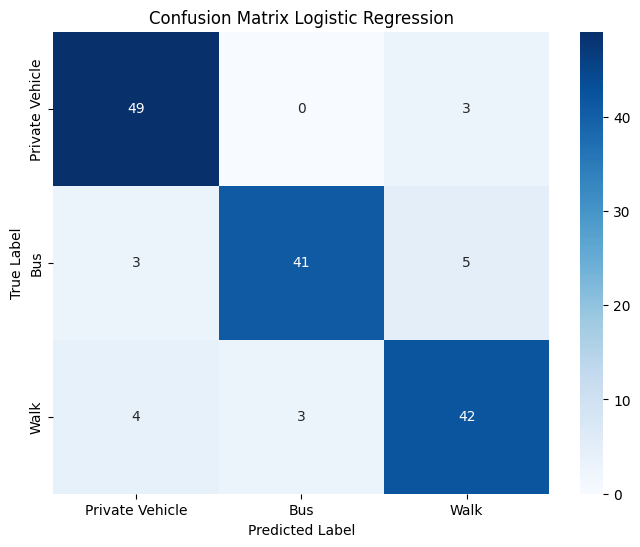 Confusion Matrix Logistic Regression
True Label
Private Vehicle
49 0 3
Bus
3 41 5
Walk
4 3 42
Private Vehicle Bus Walk
Predicted Label
40
30
20
10
0